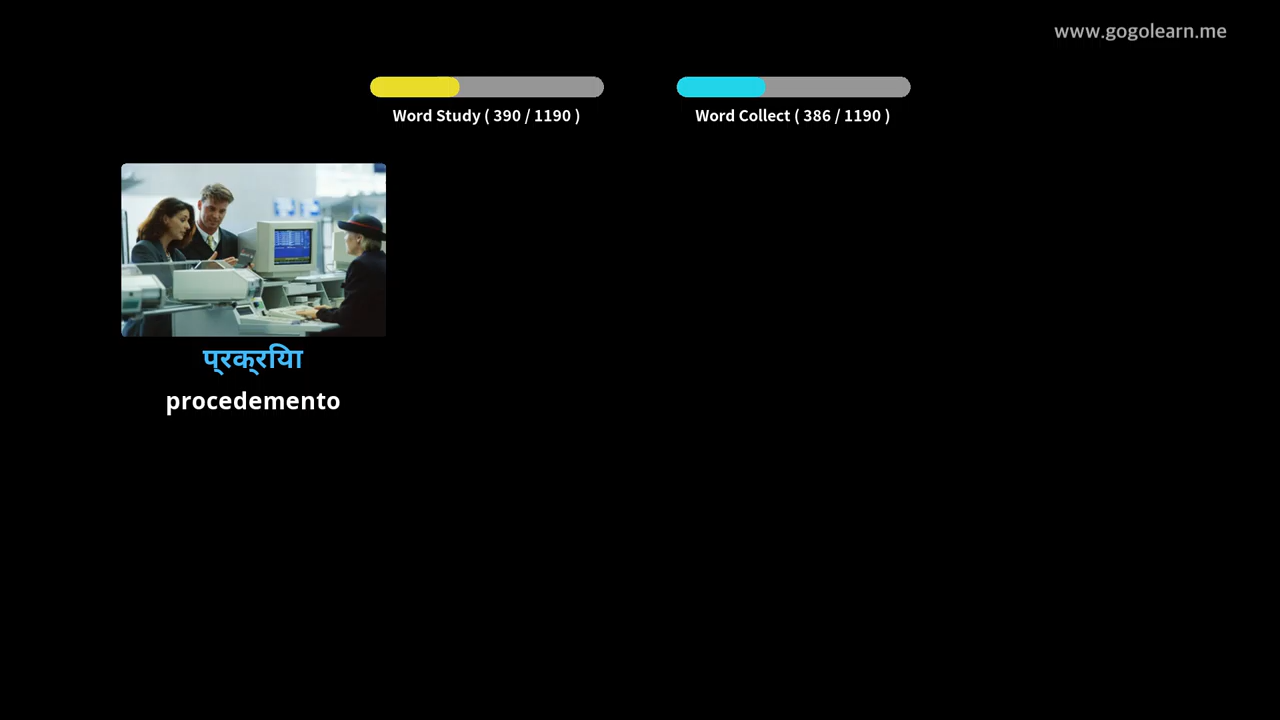 www.gogolearn.me
Word Study ( 390 / 1190 )
Word Collect ( 386 / 1190 )
प्रक्रिया
procedemento